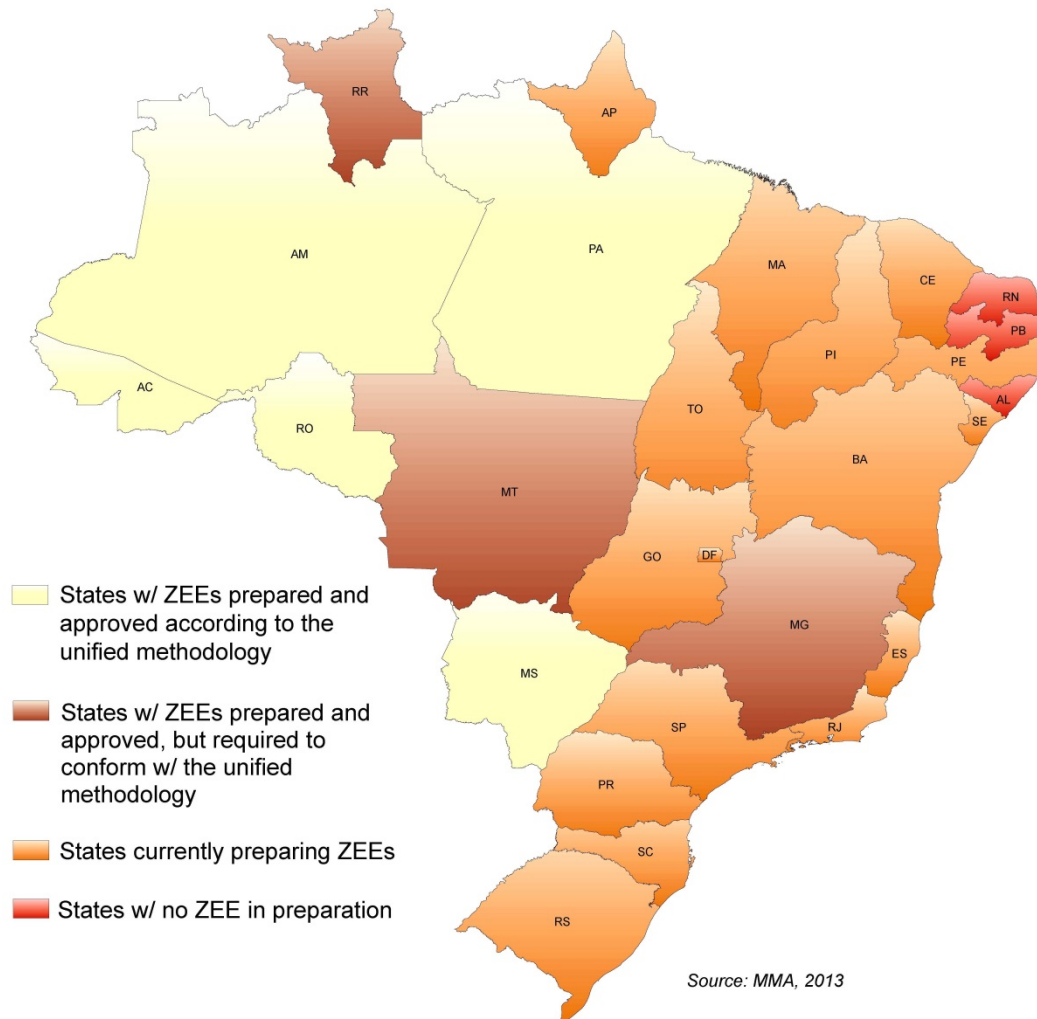 RR
AP
AM
PA
MA
CE
RN
PB
PI
PE
AC
TO
AL
SE
RO
BA
MT
GO
DF
MG
ES
MS
SP
RJ
PR
SC
RS
States w/ ZEEs prepared and
approved according to the
unified methodology
States w/ ZEEs prepared and
approved, but required to
conform w/ the unified
methodology
States currently preparing ZEEs
States w/ no ZEE in preparation
Source: MMA, 2013